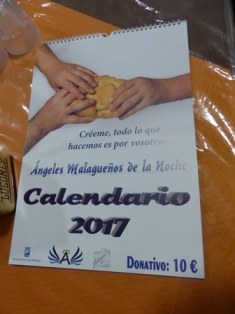 Créeme, todo lo que
hacemos es por vosotros
Ángeles Malagueños de la Noche
Calendario
2017
DONATIVO: 10 €